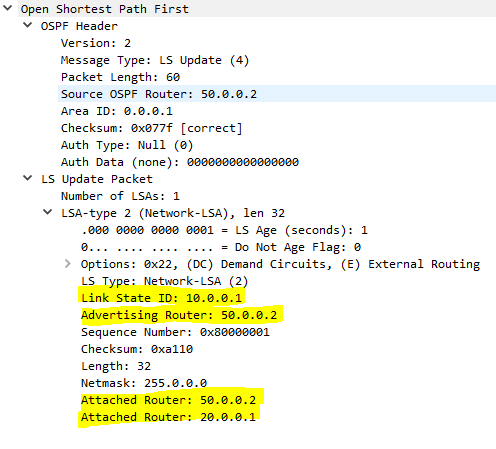 Open Shortest Path First
OSPF Header
Version: 2
Message Type: LS Update (4)
Packet Length: 60
Source OSPF Router: 50.0.0.2
Area ID: 0.0.0.1
Checksum: 0x077f [correct]
Auth Type: Null (0)
Auth Data (none): 0000000000000000
LS Update Packet
Number of LSAs: 1
LSA-type 2 (Network-LSA), len 32
.000 0000 0000 0001 = LS Age (seconds): 1
0... .... .... .... = Do Not Age Flag: 0
Options: 0x22, (DC) Demand Circuits, (E) External Routing
LS Type: Network-LSA (2)
Link State ID: 10.0.0.1
Advertising Router: 50.0.0.2
Sequence Number: 0x80000001
Checksum: 0xa110
Length: 32
Netmask: 255.0.0.0
Attached Router: 50.0.0.2
Attached Router: 20.0.0.1